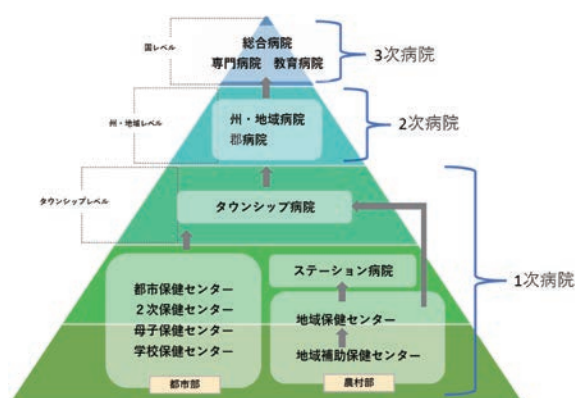 国レベル
総合病院
専門病院 教育病院
3次病院
州・地域レベル
州・地域病院
郡病院
2次病院
タウンシップレベル
タウンシップ病院
ステーション病院
1次病院
都市保健センター
２次保健センター
母子保健センター
学校保健センター
地域保健センター
地域補助保健センター
都市部
農村部